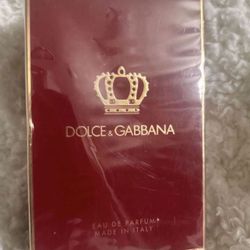 DOLCE & GABBANA
EAU DE PARFUM
MADE IN ITALY